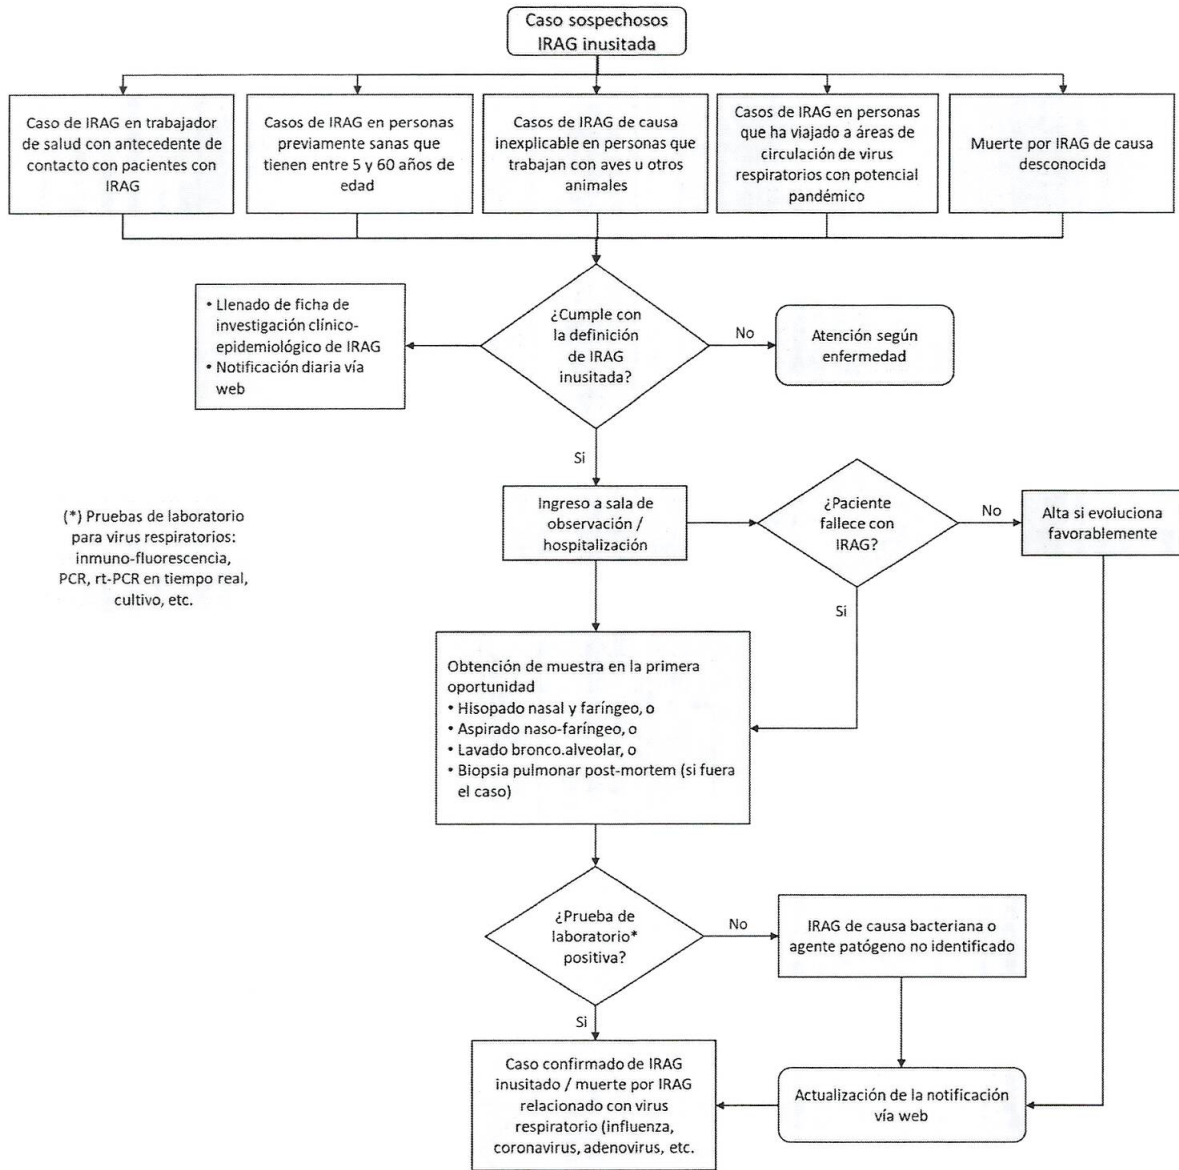 Caso sospechosos
IRAG inusitada
Caso de IRAG en trabajador
de salud con antecedente de
contacto con pacientes con
IRAG
Casos de IRAG en personas
previamente sanas que
tienen entre 5 y 60 años de
edad
Casos de IRAG de causa
inexplicable en personas que
trabajan con aves u otros
animales
Casos de IRAG en personas
que ha viajado a áreas de
circulación de virus
respiratorios con potencial
pandémico
Muerte por IRAG de causa
desconocida
• Llenado de ficha de
investigación clínico-
epidemiológico de IRAG
• Notificación diaria vía
web
¿Cumple con
la definición
de IRAG
inusitada?
No
Atención según
enfermedad
Si
(*) Pruebas de laboratorio
para virus respiratorios:
inmuno-fluorescencia,
PCR, rt-PCR en tiempo real,
cultivo, etc.
Ingreso a sala de
observación /
hospitalización
¿Paciente
fallece con
IRAG?
No
Alta si evoluciona
favorablemente
Si
Obtención de muestra en la primera
oportunidad
• Hisopado nasal y faríngeo, o
• Aspirado naso-faríngeo, o
• Lavado bronco.alveolar, o
• Biopsia pulmonar post-mortem (si fuera
el caso)
¿Prueba de
laboratorio*
positiva?
No
IRAG de causa bacteriana o
agente patógeno no identificado
Si
Caso confirmado de IRAG
inusitado / muerte por IRAG
relacionado con virus
respiratorio (influenza,
coronavirus, adenovirus, etc.
Actualización de la notificación
vía web